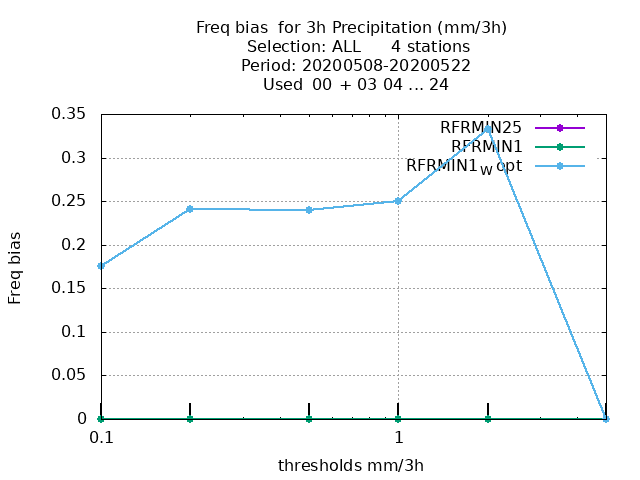 Freq bias  for 3h Precipitation (mm/3h)
Selection: ALL      4 stations
Period: 20200508-20200522
Used  00  + 03 04 ... 24
RFRMIN25
RFRMIN1
RFRMIN1W opt
0.35
0.3
0.25
0.2
0.15
0.1
0.05
0
Freq bias
0.1
1
thresholds mm/3h